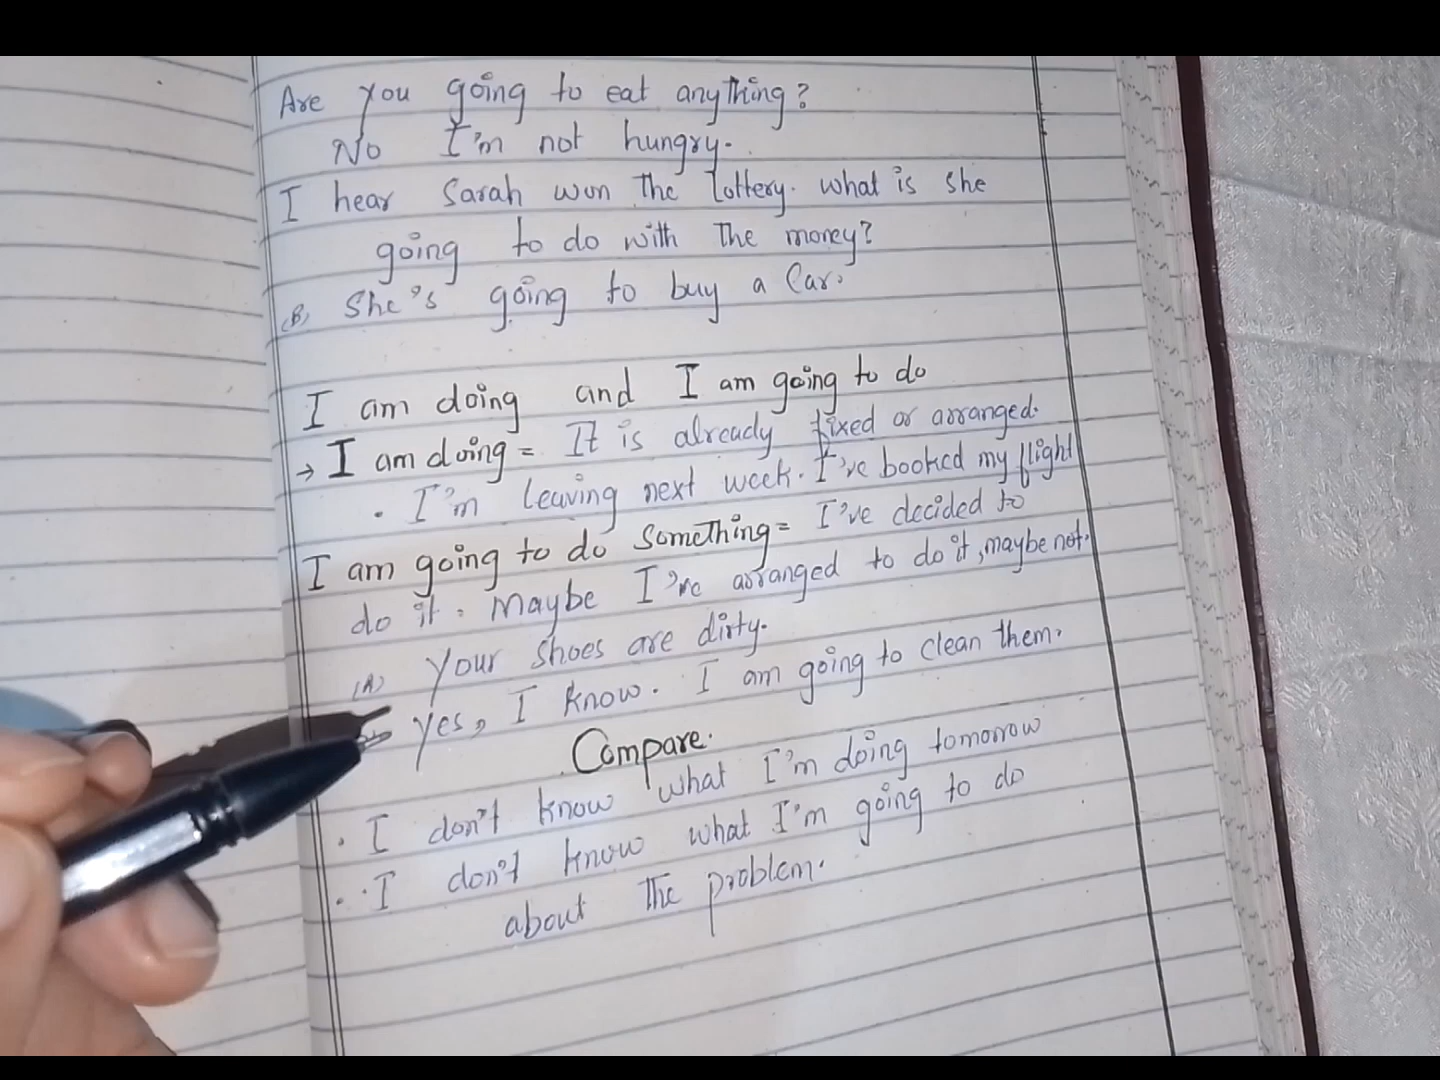 Are you going to eat anything?
No I'm not hungry.
I hear Sarah won the lottery. what is she
going to do with the money?
(B) She's going to buy a Car.
I am doing and I am going to do
→ I am doing = It is already fixed or arranged.
• I'm leaving next week. I've booked my flight
I am going to do something = I've decided to
do it. Maybe I've arranged to do it, maybe not.
(A) Your shoes are dirty.
Yes, I know. I am going to clean them.
Compare.
• I don't know what I'm doing tomorrow
• I don't know what I'm going to do
about the problem.